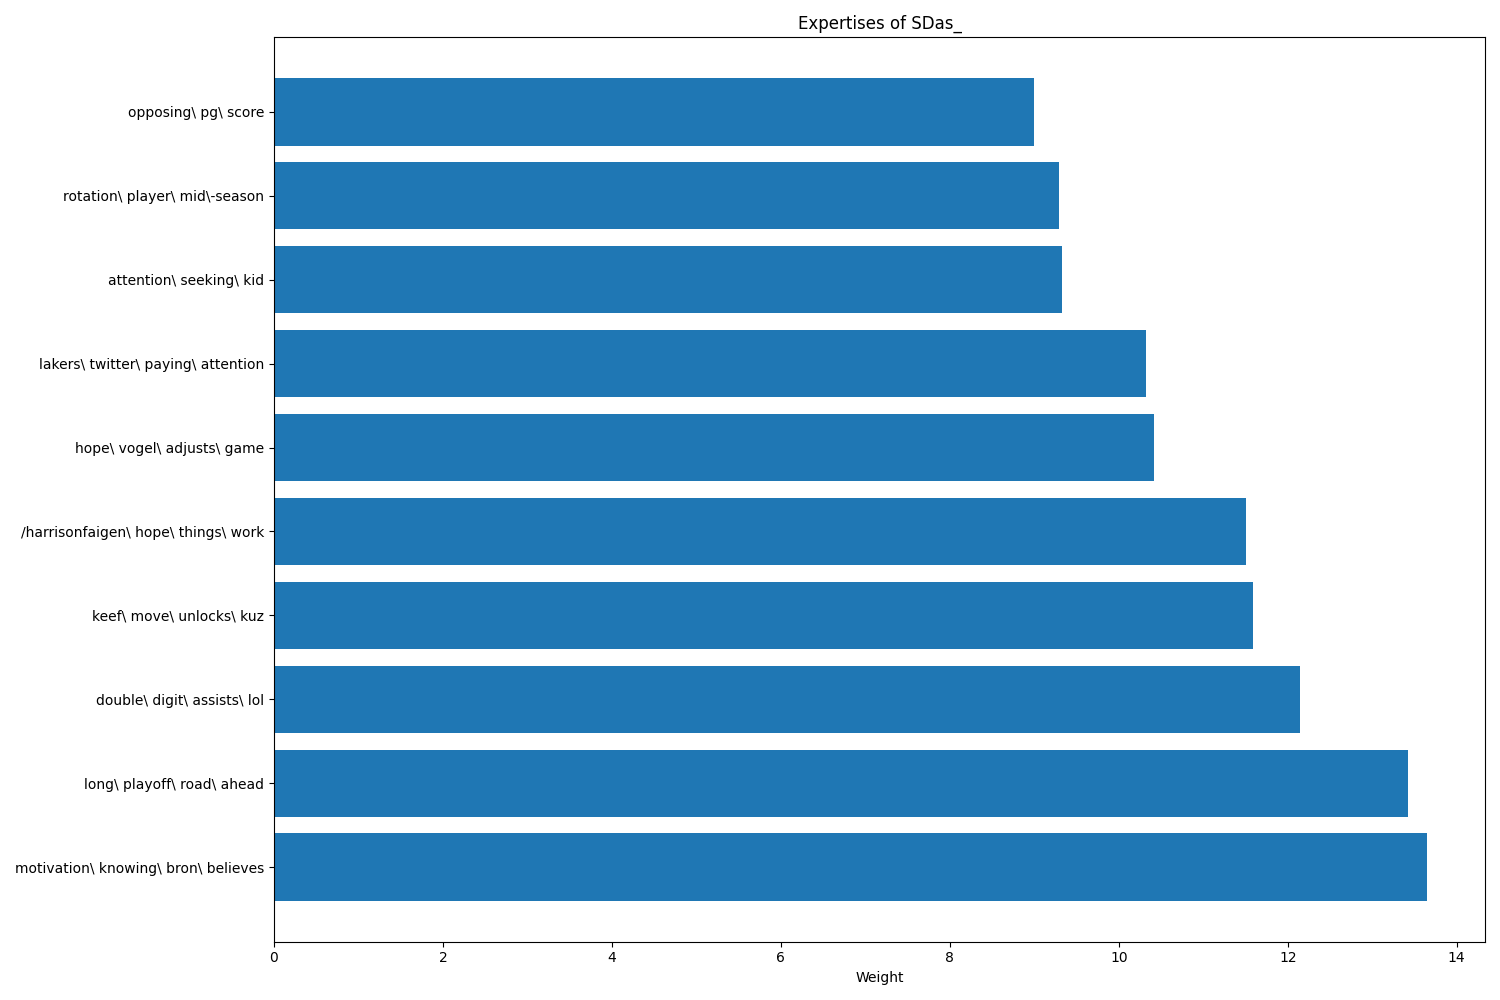 Expertises of SDas_
opposing\ pg\ score
rotation\ player\ mid\-season
attention\ seeking\ kid
lakers\ twitter\ paying\ attention
hope\ vogel\ adjusts\ game
/harrisonfaigen\ hope\ things\ work
keef\ move\ unlocks\ kuz
double\ digit\ assists\ lol
long\ playoff\ road\ ahead
motivation\ knowing\ bron\ believes
0 2 4 6 8 10 12 14
Weight